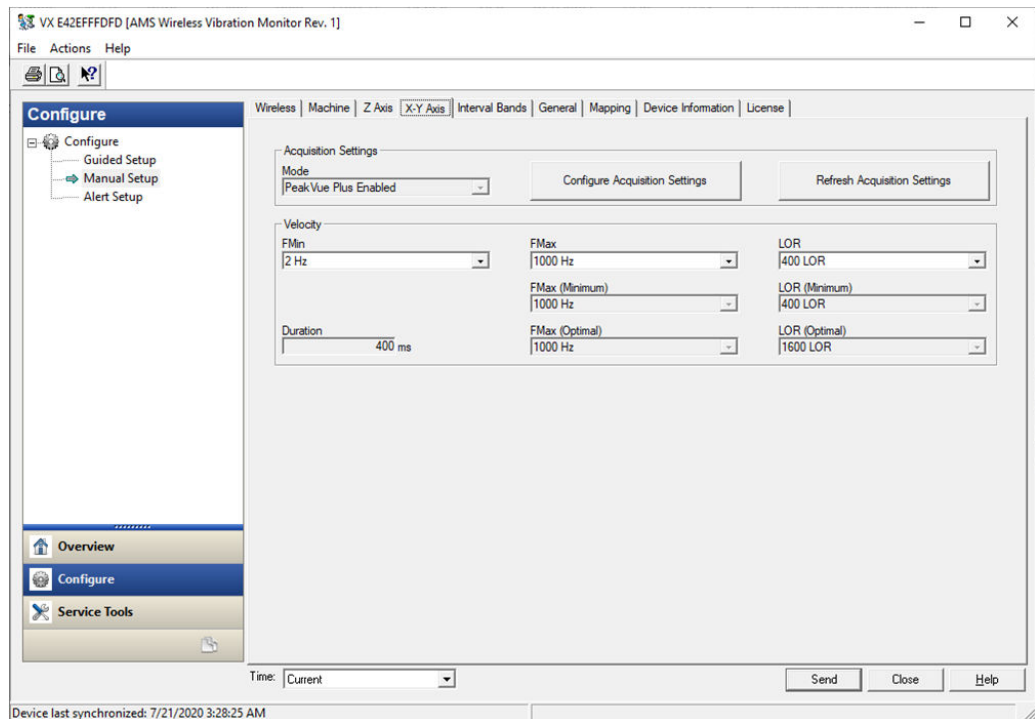 VX E42EFFFDFD [AMS Wireless Vibration Monitor Rev. 1]
File Actions Help
Configure
Configure
Guided Setup
Manual Setup
Alert Setup
Overview
Configure
Service Tools
Wireless Machine Z Axis X-Y Axis Interval Bands General Mapping Device Information License
Acquisition Settings
Mode
PeakVue Plus Enabled
Configure Acquisition Settings
Refresh Acquisition Settings
Velocity
FMin FMax LOR
2 Hz 1000 Hz 400 LOR
FMax (Minimum) LOR (Minimum)
1000 Hz 400 LOR
Duration FMax (Optimal) LOR (Optimal)
400 ms 1000 Hz 1600 LOR
Time: Current
Send Close Help
Device last synchronized: 7/21/2020 3:28:25 AM